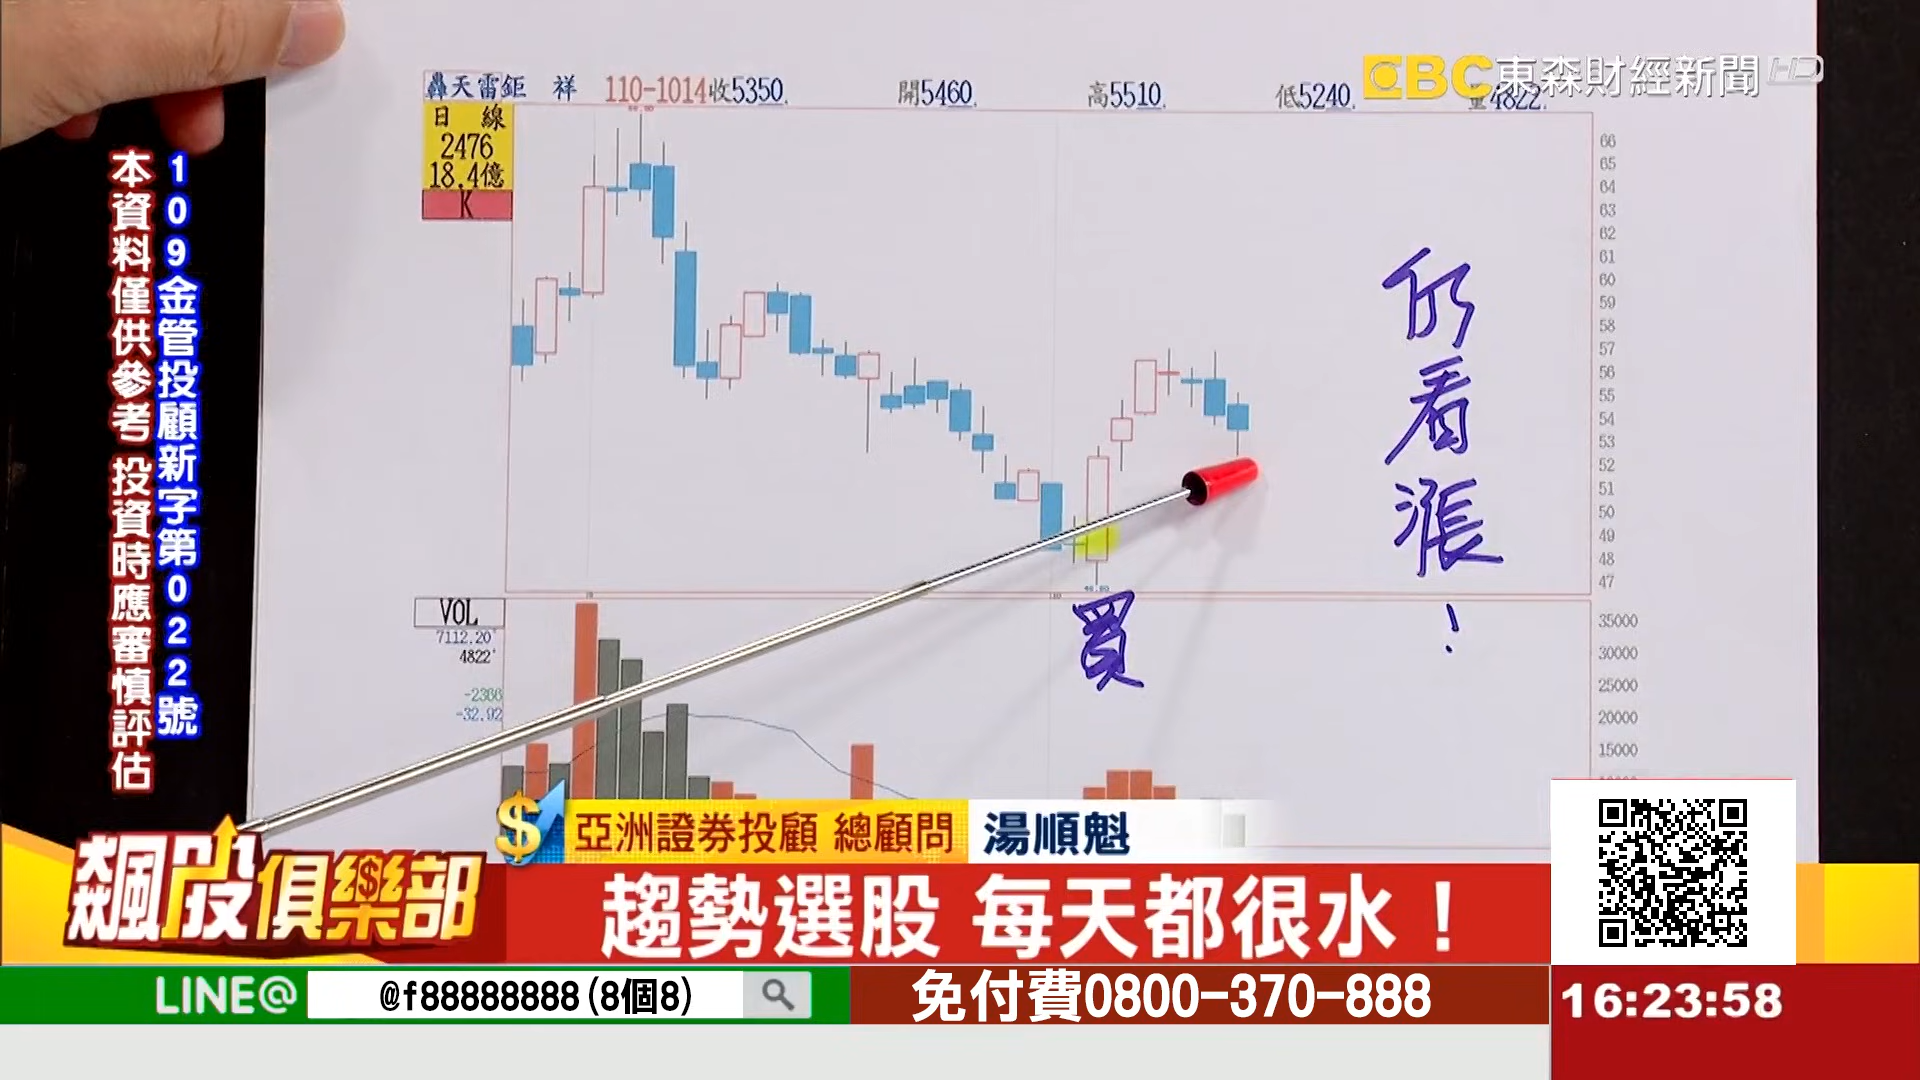 EBC 東森財經新聞 HD
轟天雷鉅 祥 110-1014收5350. 開5460. 高5510. 低5240. 量4822.
日 線
2476
18.4億
K
66
65
64
63
62
61
60
59
58
57
56
55
54
53
52
51
50
49
48
47
109金管投顧新字第022號
本資料僅供參考 投資時應審慎評估
仍看漲!
買
VOL
7112.20
4822
-2366
-32.92
35000
30000
25000
20000
15000
飆股俱樂部
亞洲證券投顧 總顧問 湯順魁
趨勢選股 每天都很水！
LINE@ @f88888888(8個8)
免付費0800-370-888
16:23:58